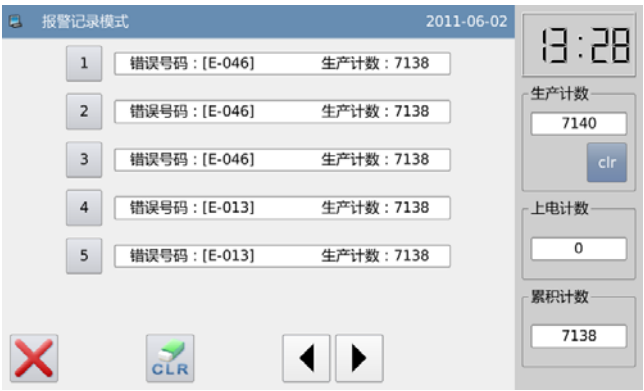 报警记录模式 2011-06-02
1 错误号码：[E-046] 生产计数：7138
2 错误号码：[E-046] 生产计数：7138
3 错误号码：[E-046] 生产计数：7138
4 错误号码：[E-013] 生产计数：7138
5 错误号码：[E-013] 生产计数：7138
CLR
13:28
生产计数
7140
clr
上电计数
0
累积计数
7138